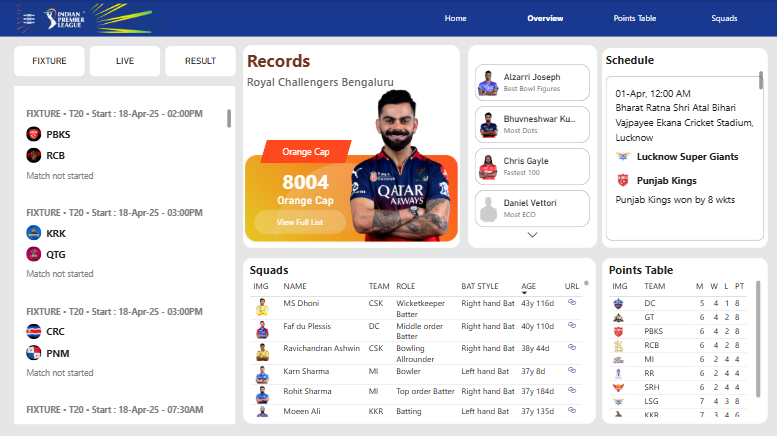 INDIAN
PREMIER
LEAGUE
Home
Overview
Points Table
Squads
FIXTURE
LIVE
RESULT
FIXTURE • T20 • Start : 18-Apr-25 - 02:00PM
PBKS
RCB
Match not started
FIXTURE • T20 • Start : 18-Apr-25 - 03:00PM
KRK
QTG
Match not started
FIXTURE • T20 • Start : 18-Apr-25 - 03:00PM
CRC
PNM
Match not started
FIXTURE • T20 • Start : 18-Apr-25 - 07:30AM
Records
Royal Challengers Bengaluru
Orange Cap
8004
Orange Cap
View Full List
QATAR
AIRWAYS
Alzarri Joseph
Best Bowl Figures
Bhuvneshwar Ku...
Most Dots
Chris Gayle
Fastest 100
Daniel Vettori
Most ECO
Schedule
01-Apr, 12:00 AM
Bharat Ratna Shri Atal Bihari
Vajpayee Ekana Cricket Stadium,
Lucknow
Lucknow Super Giants
Punjab Kings
Punjab Kings won by 8 wkts
Squads
IMG NAME TEAM ROLE BAT STYLE AGE URL
MS Dhoni CSK Wicketkeeper Right hand Bat 43y 116d
Batter
Faf du Plessis DC Middle order Right hand Bat 40y 110d
Batter
Ravichandran Ashwin CSK Bowling Right hand Bat 38y 44d
Allrounder
Karn Sharma MI Bowler Left hand Bat 37y 8d
Rohit Sharma MI Top order Batter Right hand Bat 37y 184d
Moeen Ali KKR Batting Left hand Bat 37y 135d
Points Table
IMG TEAM M W L PT
DC 5 4 1 8
GT 6 4 2 8
PBKS 6 4 2 8
RCB 6 4 2 8
MI 6 2 4 4
RR 6 2 4 4
SRH 6 2 4 4
LSG 7 4 3 8
KKR 7 3 4 6